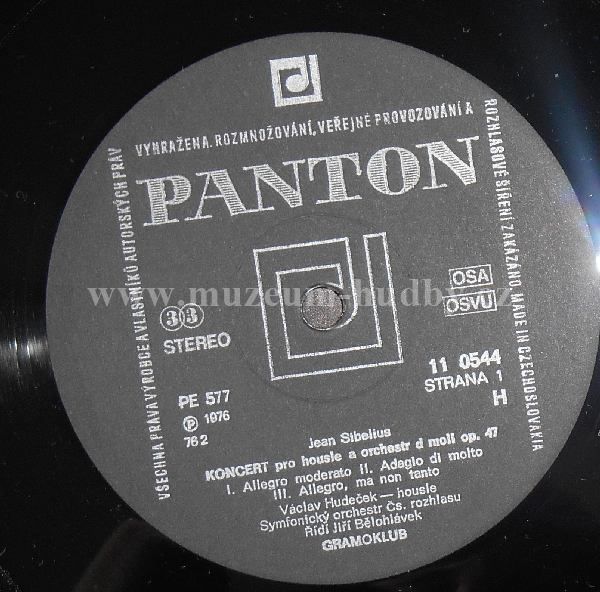 VŠECHNA PRÁVA VÝROBCE A VLASTNÍKŮ AUTORSKÝCH PRÁV
VYHRAŽENA. ROZMNOŽOVÁNÍ, VEŘEJNÉ PROVOZOVÁNÍ A
ROZHLASOVÉ ŠÍŘENÍ ZAKÁZÁNO. MADE IN CZECHOSLOVAKIA
PANTON
www.muzeum-hudby.cz
OSA
OSVU
33
STEREO
11 0544
STRANA 1
H
PE 577
Ⓟ 1976
76 2
Jean Sibelius
KONCERT pro housle a orchestr d moll op. 47
I. Allegro moderato II. Adagio di molto
III. Allegro, ma non tanto
Václav Hudeček — housle
Symfonický orchestr Čs. rozhlasu
Řídí Jiří Bělohlávek
GRAMOKLUB